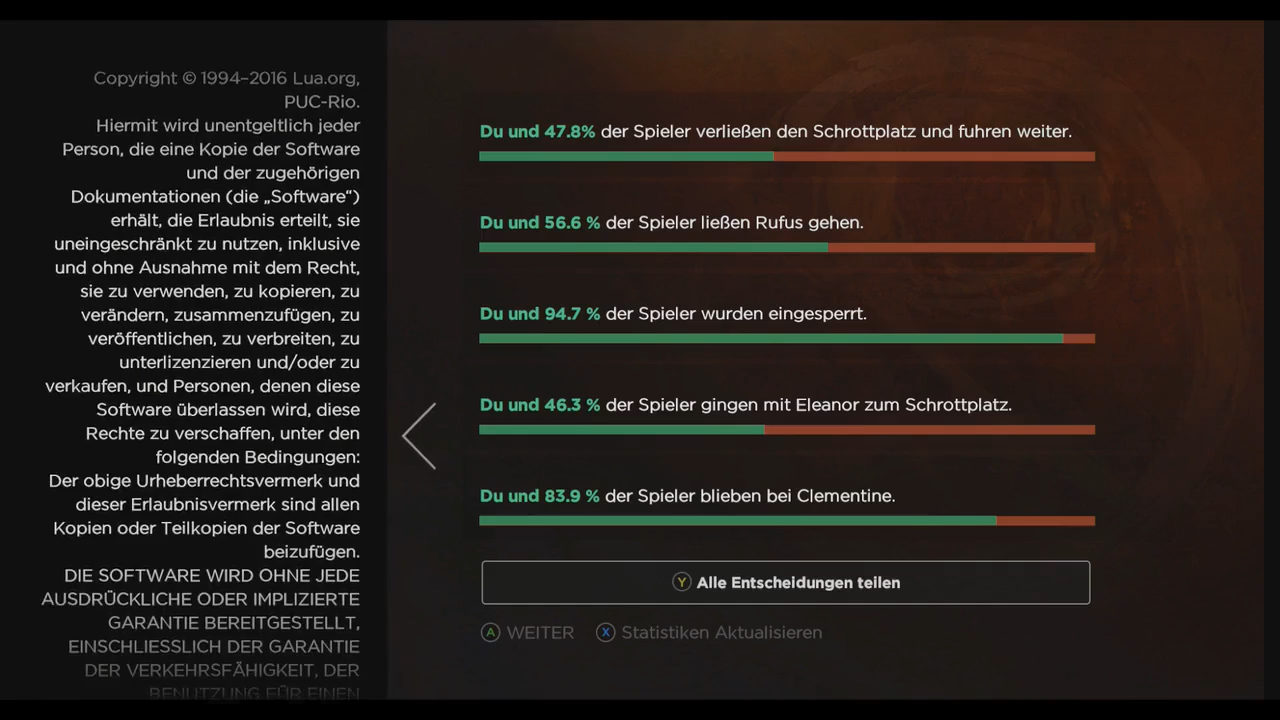 Copyright © 1994–2016 Lua.org,
PUC-Rio.
Hiermit wird unentgeltlich jeder
Person, die eine Kopie der Software
und der zugehörigen
Dokumentationen (die „Software“)
erhält, die Erlaubnis erteilt, sie
uneingeschränkt zu nutzen, inklusive
und ohne Ausnahme mit dem Recht,
sie zu verwenden, zu kopieren, zu
verändern, zusammenzufügen, zu
veröffentlichen, zu verbreiten, zu
unterlizenzieren und/oder zu
verkaufen, und Personen, denen diese
Software überlassen wird, diese
Rechte zu verschaffen, unter den
folgenden Bedingungen:
Der obige Urheberrechtsvermerk und
dieser Erlaubnisvermerk sind allen
Kopien oder Teilkopien der Software
beizufügen.
DIE SOFTWARE WIRD OHNE JEDE
AUSDRÜCKLICHE ODER IMPLIZIERTE
GARANTIE BEREITGESTELLT,
EINSCHLIESSLICH DER GARANTIE
DER VERKEHRSFÄHIGKEIT, DER
BENUTZUNG FÜR EINEN
Du und 47.8% der Spieler verließen den Schrottplatz und fuhren weiter.
Du und 56.6 % der Spieler ließen Rufus gehen.
Du und 94.7 % der Spieler wurden eingesperrt.
Du und 46.3 % der Spieler gingen mit Eleanor zum Schrottplatz.
Du und 83.9 % der Spieler blieben bei Clementine.
Y Alle Entscheidungen teilen
A WEITER X Statistiken Aktualisieren